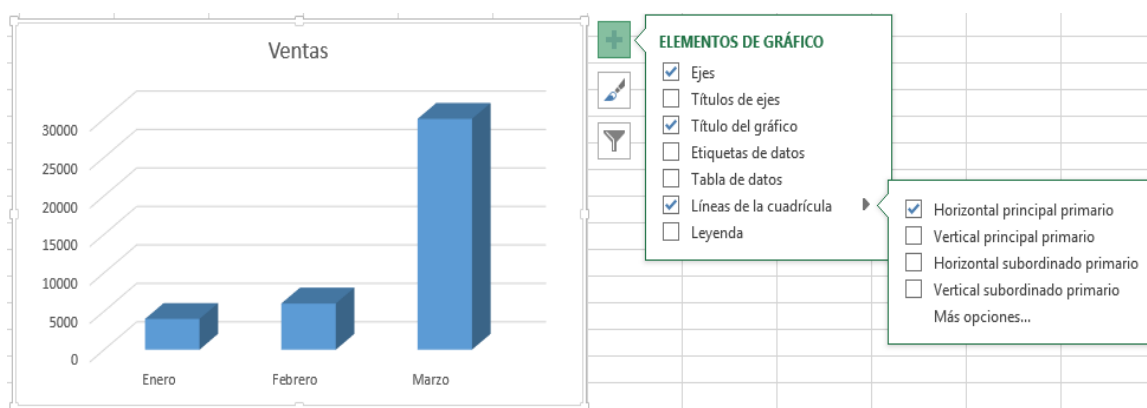 Ventas
30000
25000
20000
15000
10000
5000
0
Enero Febrero Marzo
ELEMENTOS DE GRÁFICO
Ejes
Títulos de ejes
Título del gráfico
Etiquetas de datos
Tabla de datos
Líneas de la cuadrícula
Leyenda
Horizontal principal primario
Vertical principal primario
Horizontal subordinado primario
Vertical subordinado primario
Más opciones...